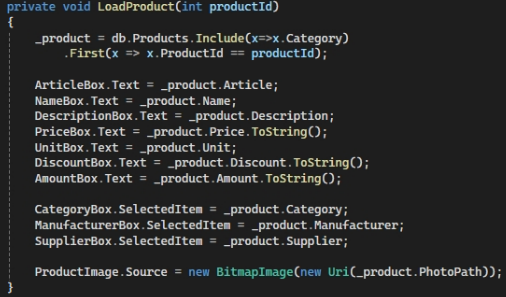 private void LoadProduct(int productId)
{
    _product = db.Products.Include(x=>x.Category)
        .First(x => x.ProductId == productId);

    ArticleBox.Text = _product.Article;
    NameBox.Text = _product.Name;
    DescriptionBox.Text = _product.Description;
    PriceBox.Text = _product.Price.ToString();
    UnitBox.Text = _product.Unit;
    DiscountBox.Text = _product.Discount.ToString();
    AmountBox.Text = _product.Amount.ToString();

    CategoryBox.SelectedItem = _product.Category;
    ManufacturerBox.SelectedItem = _product.Manufacturer;
    SupplierBox.SelectedItem = _product.Supplier;

    ProductImage.Source = new BitmapImage(new Uri(_product.PhotoPath));
}